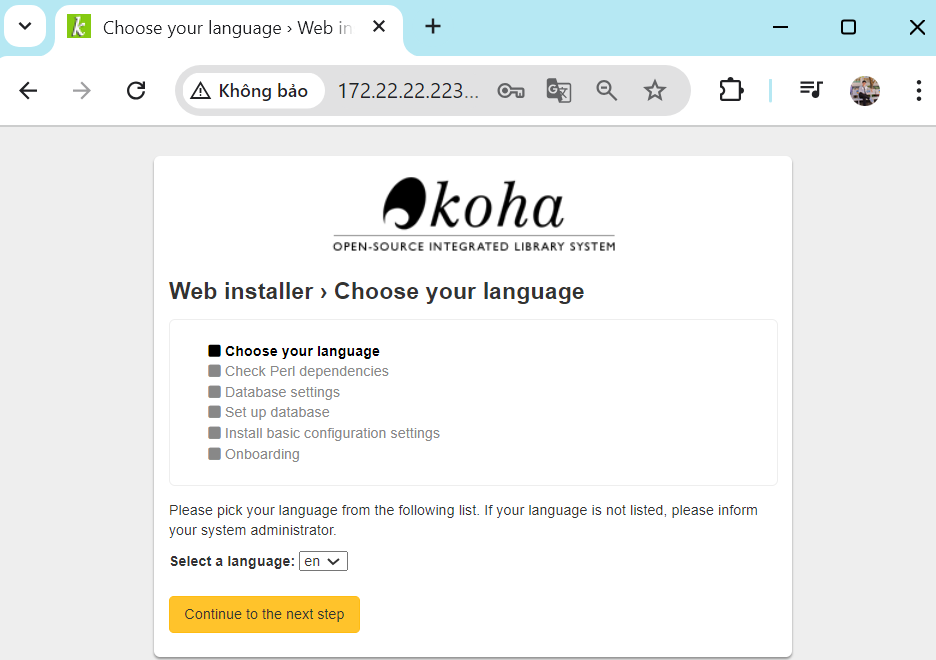 Choose your language › Web in
Không bảo
172.22.22.223...
koha
OPEN-SOURCE INTEGRATED LIBRARY SYSTEM
Web installer › Choose your language
Choose your language
Check Perl dependencies
Database settings
Set up database
Install basic configuration settings
Onboarding
Please pick your language from the following list. If your language is not listed, please inform
your system administrator.
Select a language: en
Continue to the next step